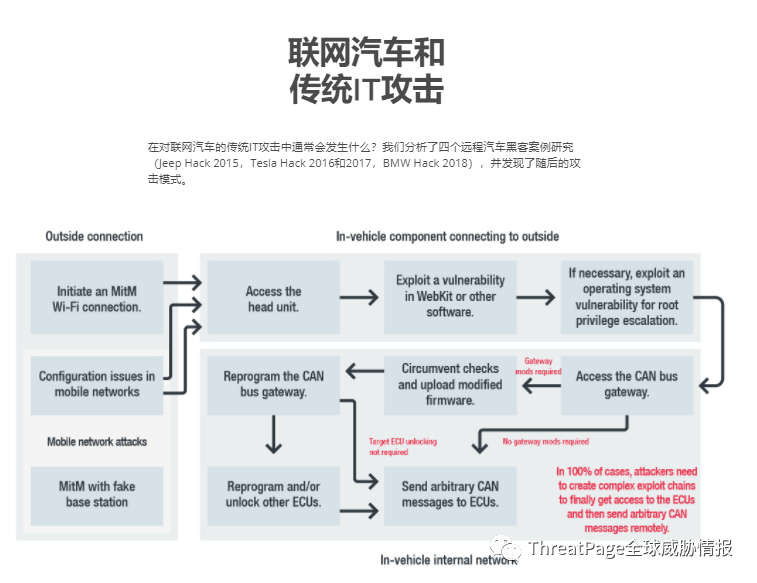 联网汽车和
传统IT攻击
在对联网汽车的传统IT攻击中通常会发生什么？我们分析了四个远程汽车黑客案例研究
（Jeep Hack 2015，Tesla Hack 2016和2017，BMW Hack 2018），并发现了随后的攻
击模式。
Outside connection
In-vehicle component connecting to outside
Initiate an MitM
Wi-Fi connection.
Access the
head unit.
Exploit a vulnerability
in WebKit or other
software.
If necessary, exploit an
operating system
vulnerability for root
privilege escalation.
Configuration issues in
mobile networks
Reprogram the CAN
bus gateway.
Circumvent checks
and upload modified
firmware.
Gateway
mods required
Access the CAN bus
gateway.
Mobile network attacks
Target ECU unlocking
not required
No gateway mods required
MitM with fake
base station
Reprogram and/or
unlock other ECUs.
Send arbitrary CAN
messages to ECUs.
In 100% of cases, attackers need
to create complex exploit chains
to finally get access to the ECUs
and then send arbitrary CAN
messages remotely.
In-vehicle internal network
ThreatPage全球威胁情报